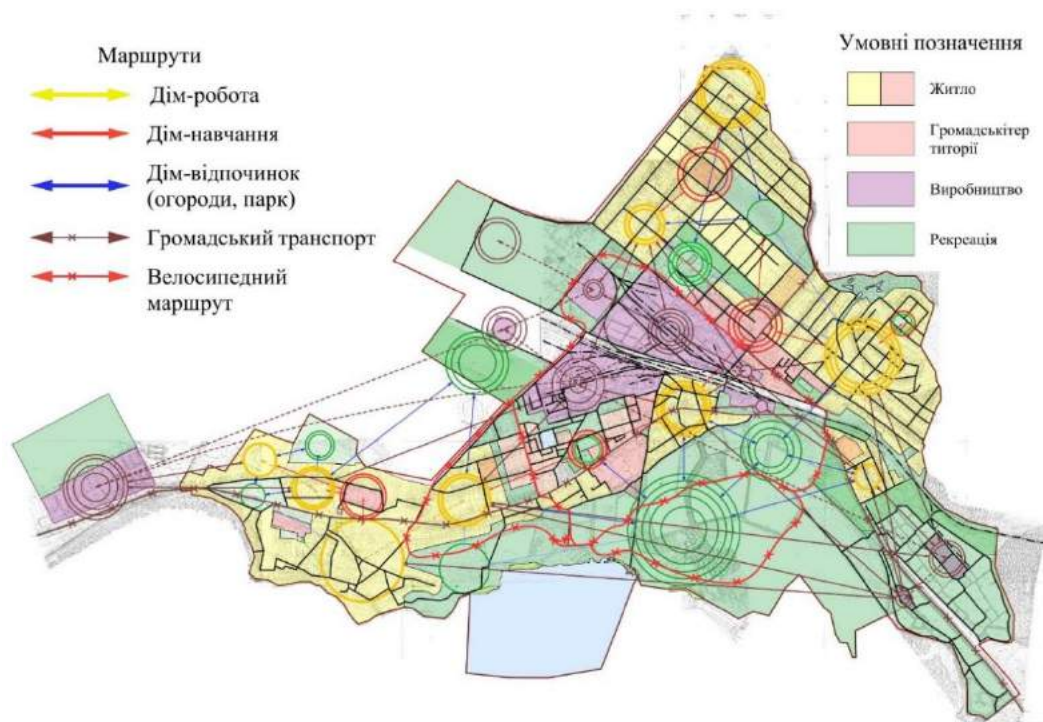 Маршрути
Дім-робота
Дім-навчання
Дім-відпочинок
(огороди, парк)
Громадський транспорт
Велосипедний
маршрут
Умовні позначення
Житло
Громадськітер
титорії
Виробництво
Рекреація